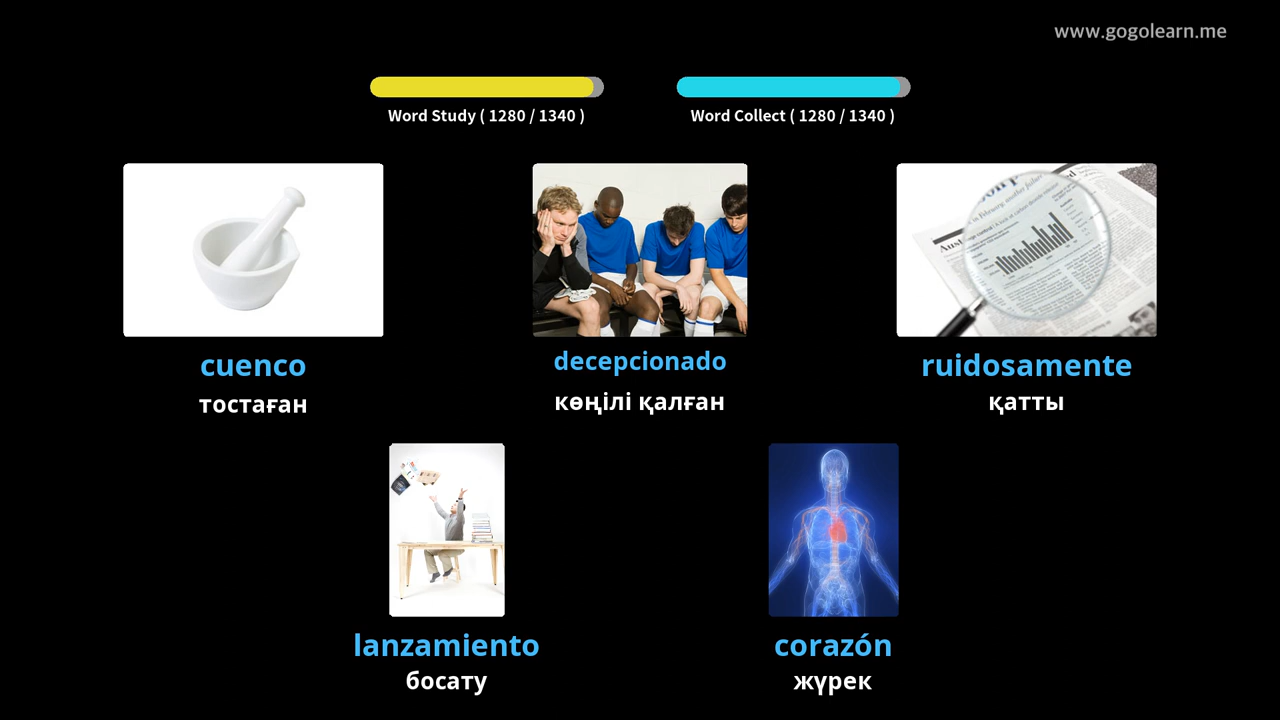 www.gogolearn.me
Word Study ( 1280 / 1340 )
Word Collect ( 1280 / 1340 )
cuenco
тостаған
decepcionado
көңілі қалған
ruidosamente
қатты
lanzamiento
босату
corazón
жүрек